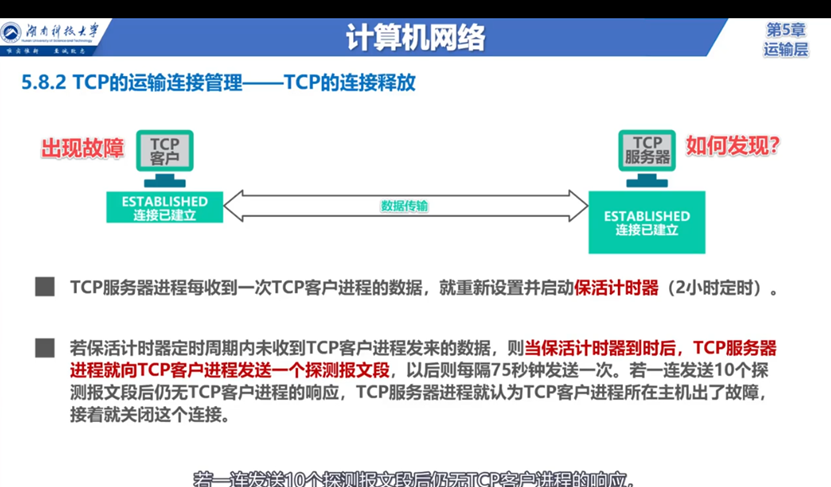 湖南科技大学
Hunan University of Science and Technology
唯实惟新 至诚致志
计算机网络
第5章
运输层
5.8.2 TCP的运输连接管理——TCP的连接释放
出现故障
TCP
客户
TCP
服务器
如何发现?
ESTABLISHED
连接已建立
数据传输
ESTABLISHED
连接已建立
TCP服务器进程每收到一次TCP客户进程的数据，就重新设置并启动保活计时器（2小时定时）。
若保活计时器定时周期内未收到TCP客户进程发来的数据，则当保活计时器到时后，TCP服务器
进程就向TCP客户进程发送一个探测报文段，以后则每隔75秒钟发送一次。若一连发送10个探
测报文段后仍无TCP客户进程的响应，TCP服务器进程就认为TCP客户进程所在主机出了故障，
接着就关闭这个连接。
若一连发送10个探测报文段后仍无TCP客户进程的响应，